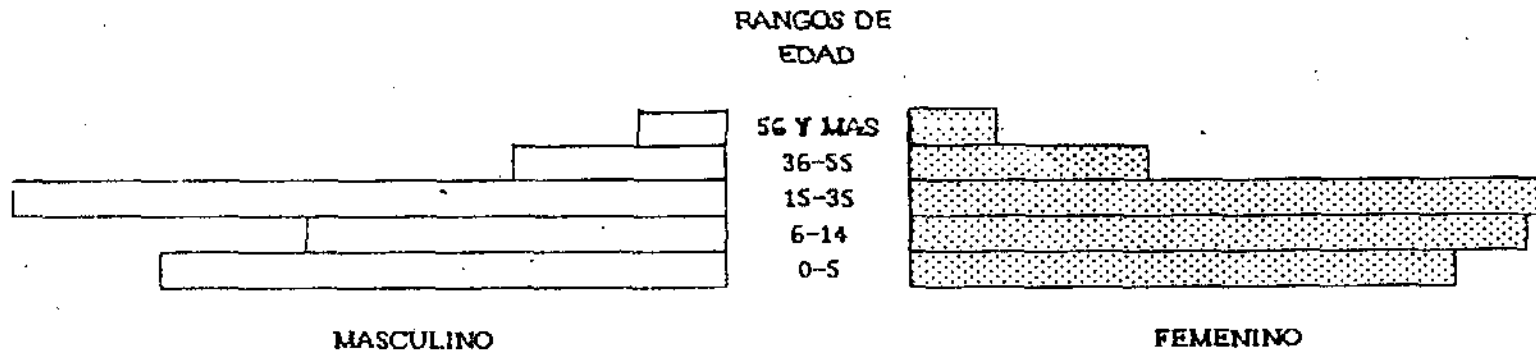 RANGOS DE
EDAD
56 Y MAS
36-55
15-35
6-14
0-5
MASCULINO
FEMENINO